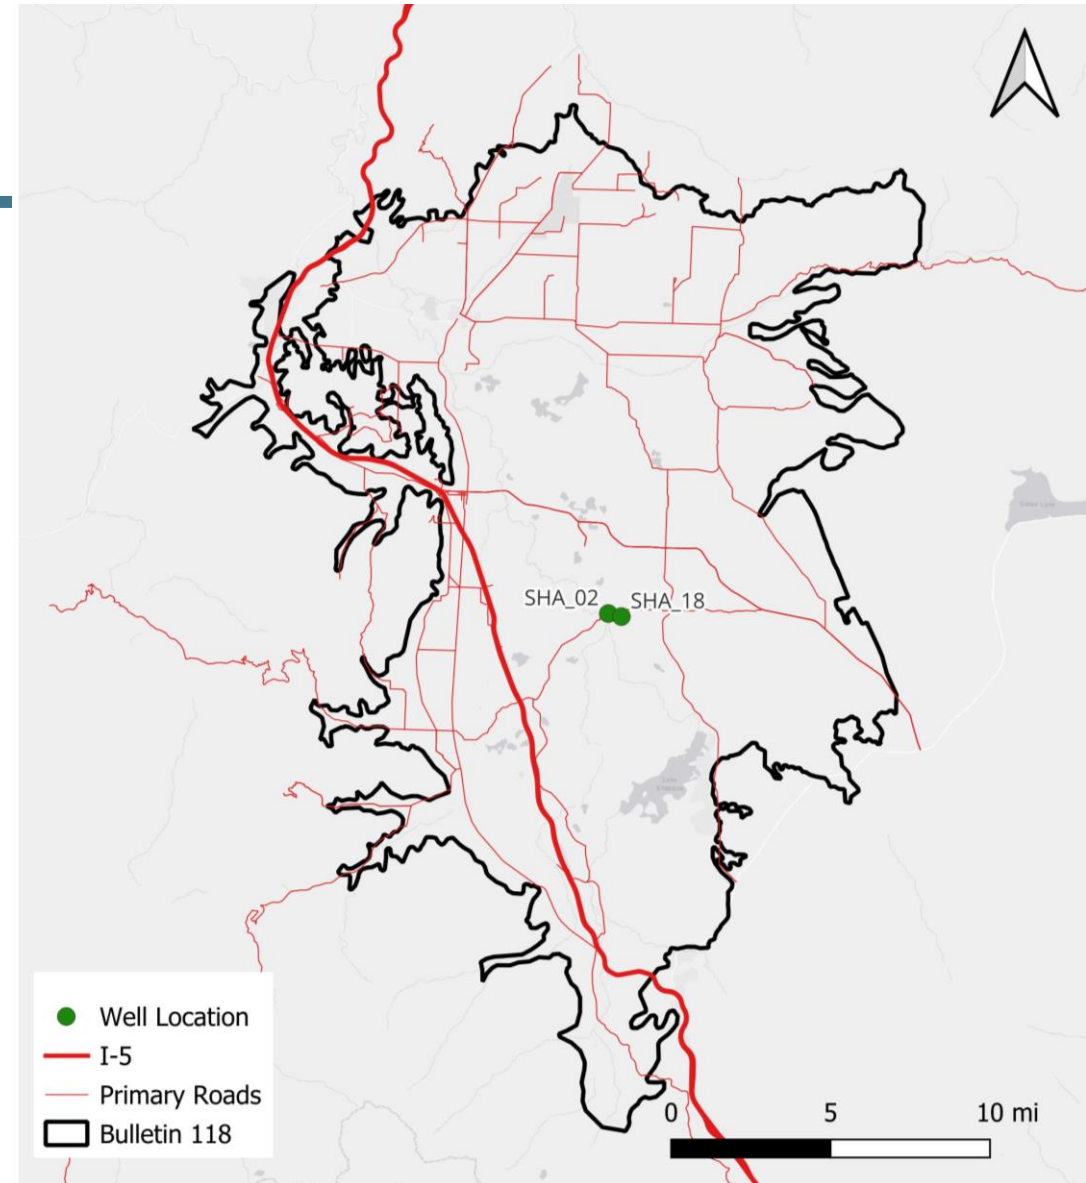 SHA_02
SHA_18
Well Location
I-5
Primary Roads
Bulletin 118
0 5 10 mi